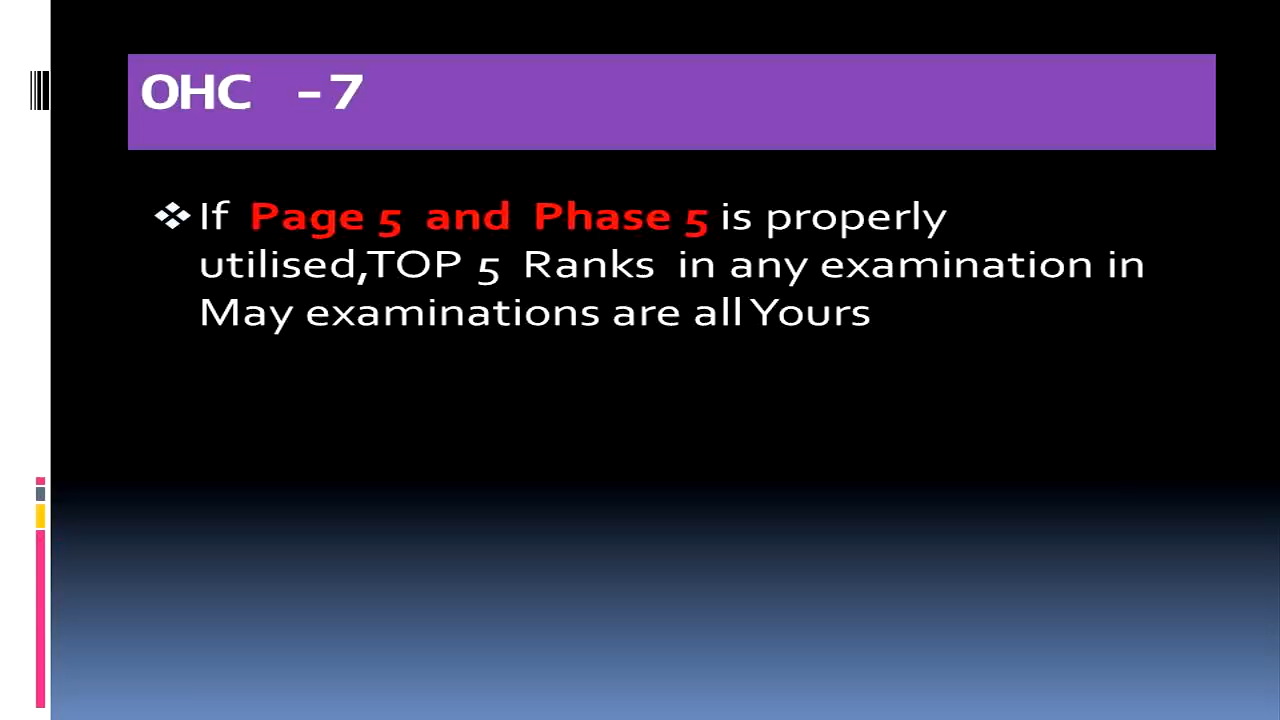 OHC -7
❖ If Page 5 and Phase 5 is properly
utilised,TOP 5 Ranks in any examination in
May examinations are all Yours